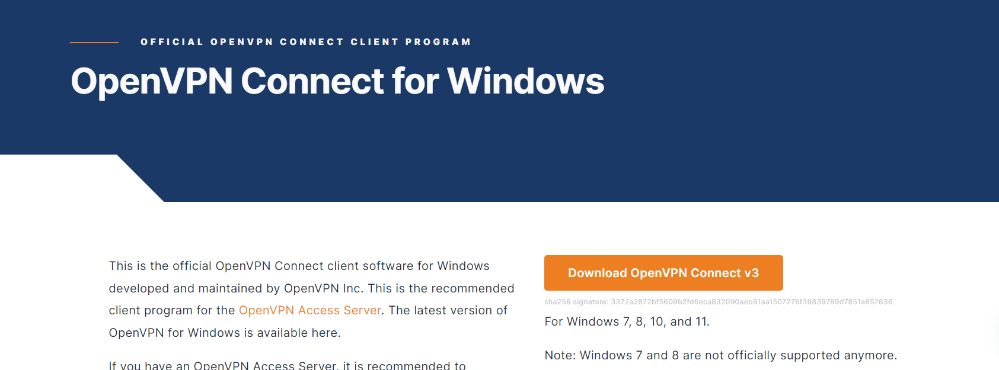 OFFICIAL OPENVPN CONNECT CLIENT PROGRAM
OpenVPN Connect for Windows
This is the official OpenVPN Connect client software for Windows
developed and maintained by OpenVPN Inc. This is the recommended
client program for the OpenVPN Access Server. The latest version of
OpenVPN for Windows is available here.
If you have an OpenVPN Access Server, it is recommended to
Download OpenVPN Connect v3
sha256 signature: 3372a2872bf5609b2fd6eca832090aeb91aa1507276f39839789d7851a657636
For Windows 7, 8, 10, and 11.
Note: Windows 7 and 8 are not officially supported anymore.